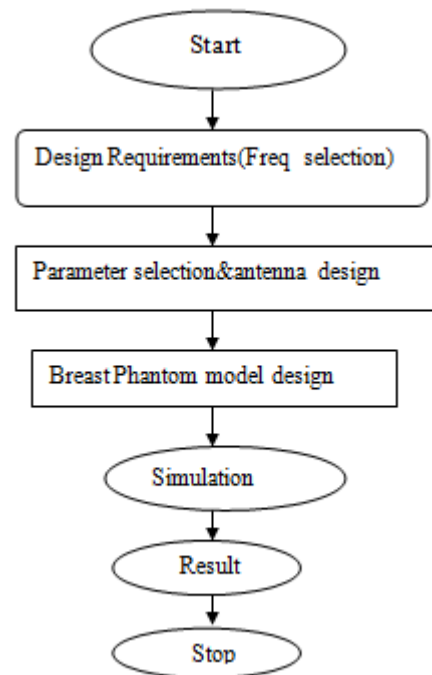 Start
Design Requirements(Freq selection)
Parameter selection&antenna design
Breast Phantom model design
Simulation
Result
Stop